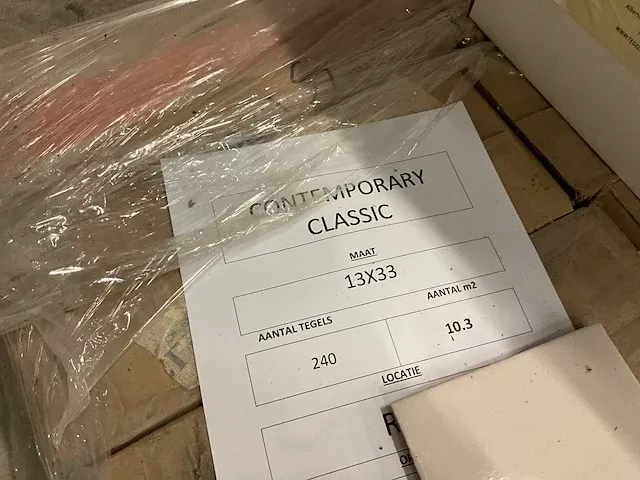 CONTEMPORARY
CLASSIC
MAAT
13X33
AANTAL TEGELS
AANTAL m2
240
10.3
LOCATIE